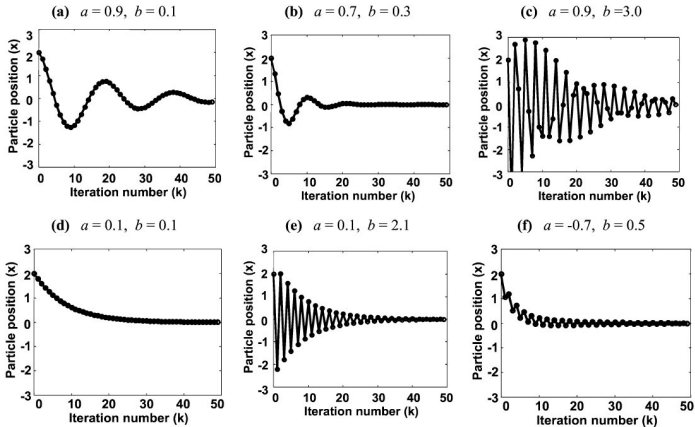 (a) a = 0.9, b = 0.1
(b) a = 0.7, b = 0.3
(c) a = 0.9, b =3.0
Particle position (x)
3
2
1
0
-1
-2
-3
0 10 20 30 40 50
Iteration number (k)
Particle position (x)
3
2
1
0
-1
-2
-3
0 10 20 30 40 50
Iteration number (k)
Particle position (x)
3
2
1
0
-1
-2
-3
0 10 20 30 40 50
Iteration number (k)
(d) a = 0.1, b = 0.1
(e) a = 0.1, b = 2.1
(f) a = -0.7, b = 0.5
Particle position (x)
3
2
1
0
-1
-2
-3
0 10 20 30 40 50
Iteration number (k)
Particle position (x)
3
2
1
0
-1
-2
-3
0 10 20 30 40 50
Iteration number (k)
Particle position (x)
3
2
1
0
-1
-2
-3
0 10 20 30 40 50
Iteration number (k)